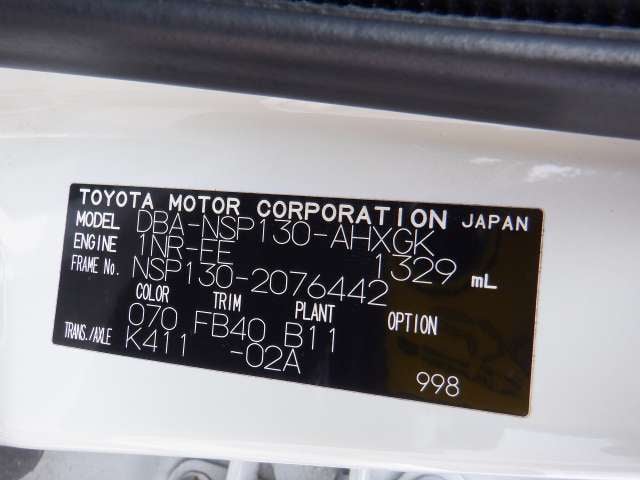 TOYOTA MOTOR CORPORATION JAPAN
MODEL DBA-NSP130-AHXGK
ENGINE 1NR-FE 1329 mL
FRAME No. NSP130-2076442
COLOR TRIM PLANT OPTION
070 FB40 B11
TRANS./AXLE K411 -02A
998